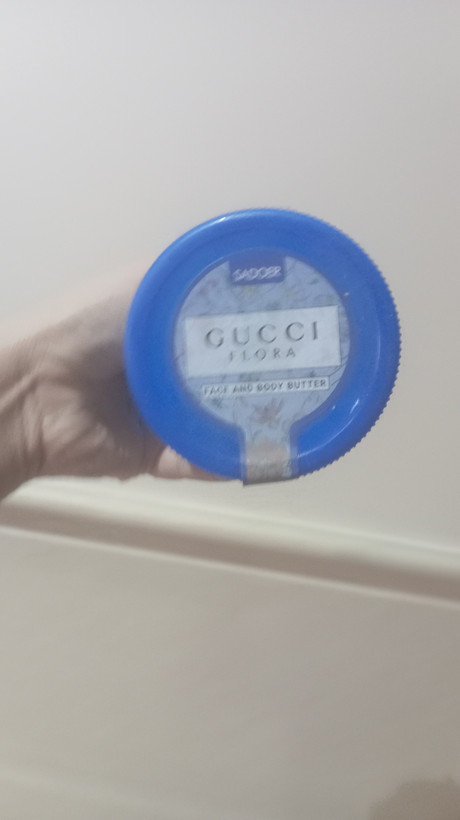 SADOER
GUCCI
FLORA
FACE AND BODY BUTTER